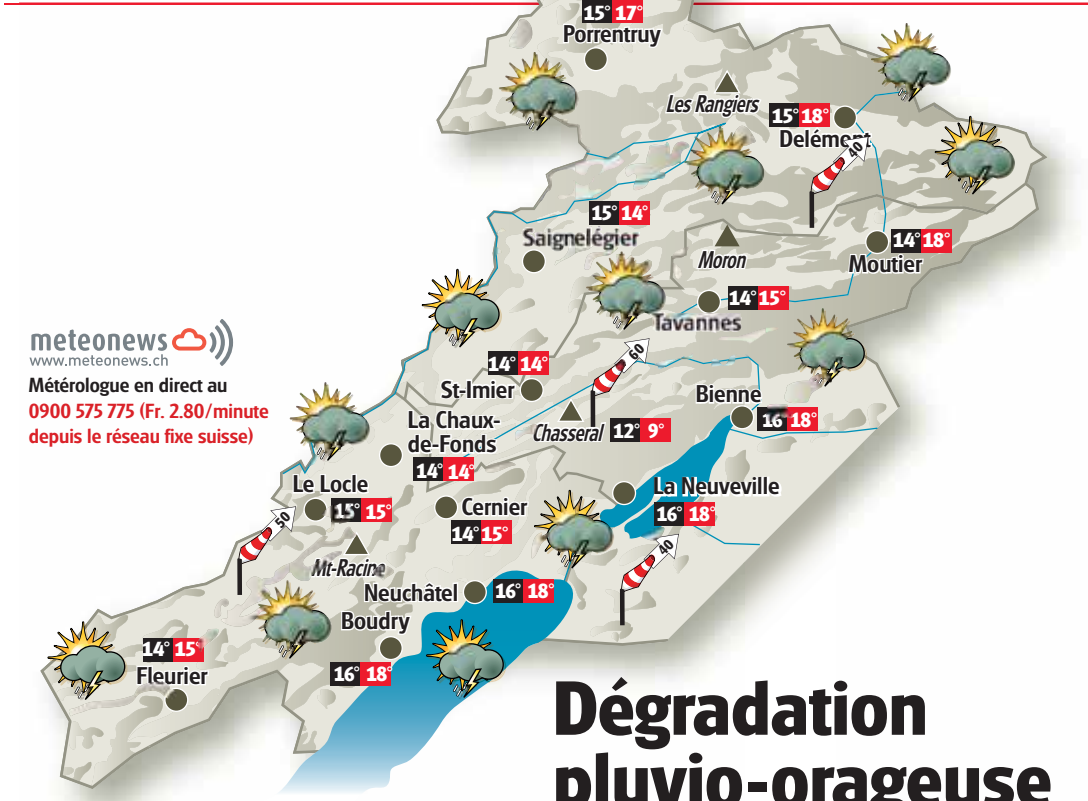 15° 17°
Porrentruy
Les Rangiers
15° 18°
Delémont
40
15° 14°
Saignelégier
Moron
14° 18°
Moutier
14° 15°
Tavannes
meteonews
www.meteonews.ch
Météorologue en direct au
0900 575 775 (Fr. 2.80/minute
depuis le réseau fixe suisse)
14° 14°
St-Imier
60
Bienne
16° 18°
La Chaux-
de-Fonds
14° 14°
Chasseral 12° 9°
Le Locle
15° 15°
Cernier
14° 15°
La Neuveville
16° 18°
50
40
Mt-Racine
Neuchâtel 16° 18°
Boudry
16° 18°
14° 15°
Fleurier
Dégradation
pluvio-orageuse